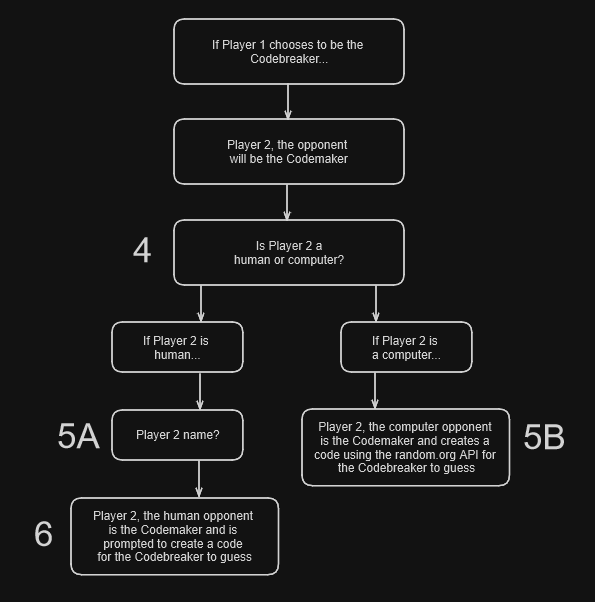 If Player 1 chooses to be the
Codebreaker...
Player 2, the opponent
will be the Codemaker
4
Is Player 2 a
human or computer?
If Player 2 is
human...
If Player 2 is
a computer...
5A
Player 2 name?
Player 2, the computer opponent
is the Codemaker and creates a
code using the random.org API for
the Codebreaker to guess
5B
6
Player 2, the human opponent
is the Codemaker and is
prompted to create a code
for the Codebreaker to guess